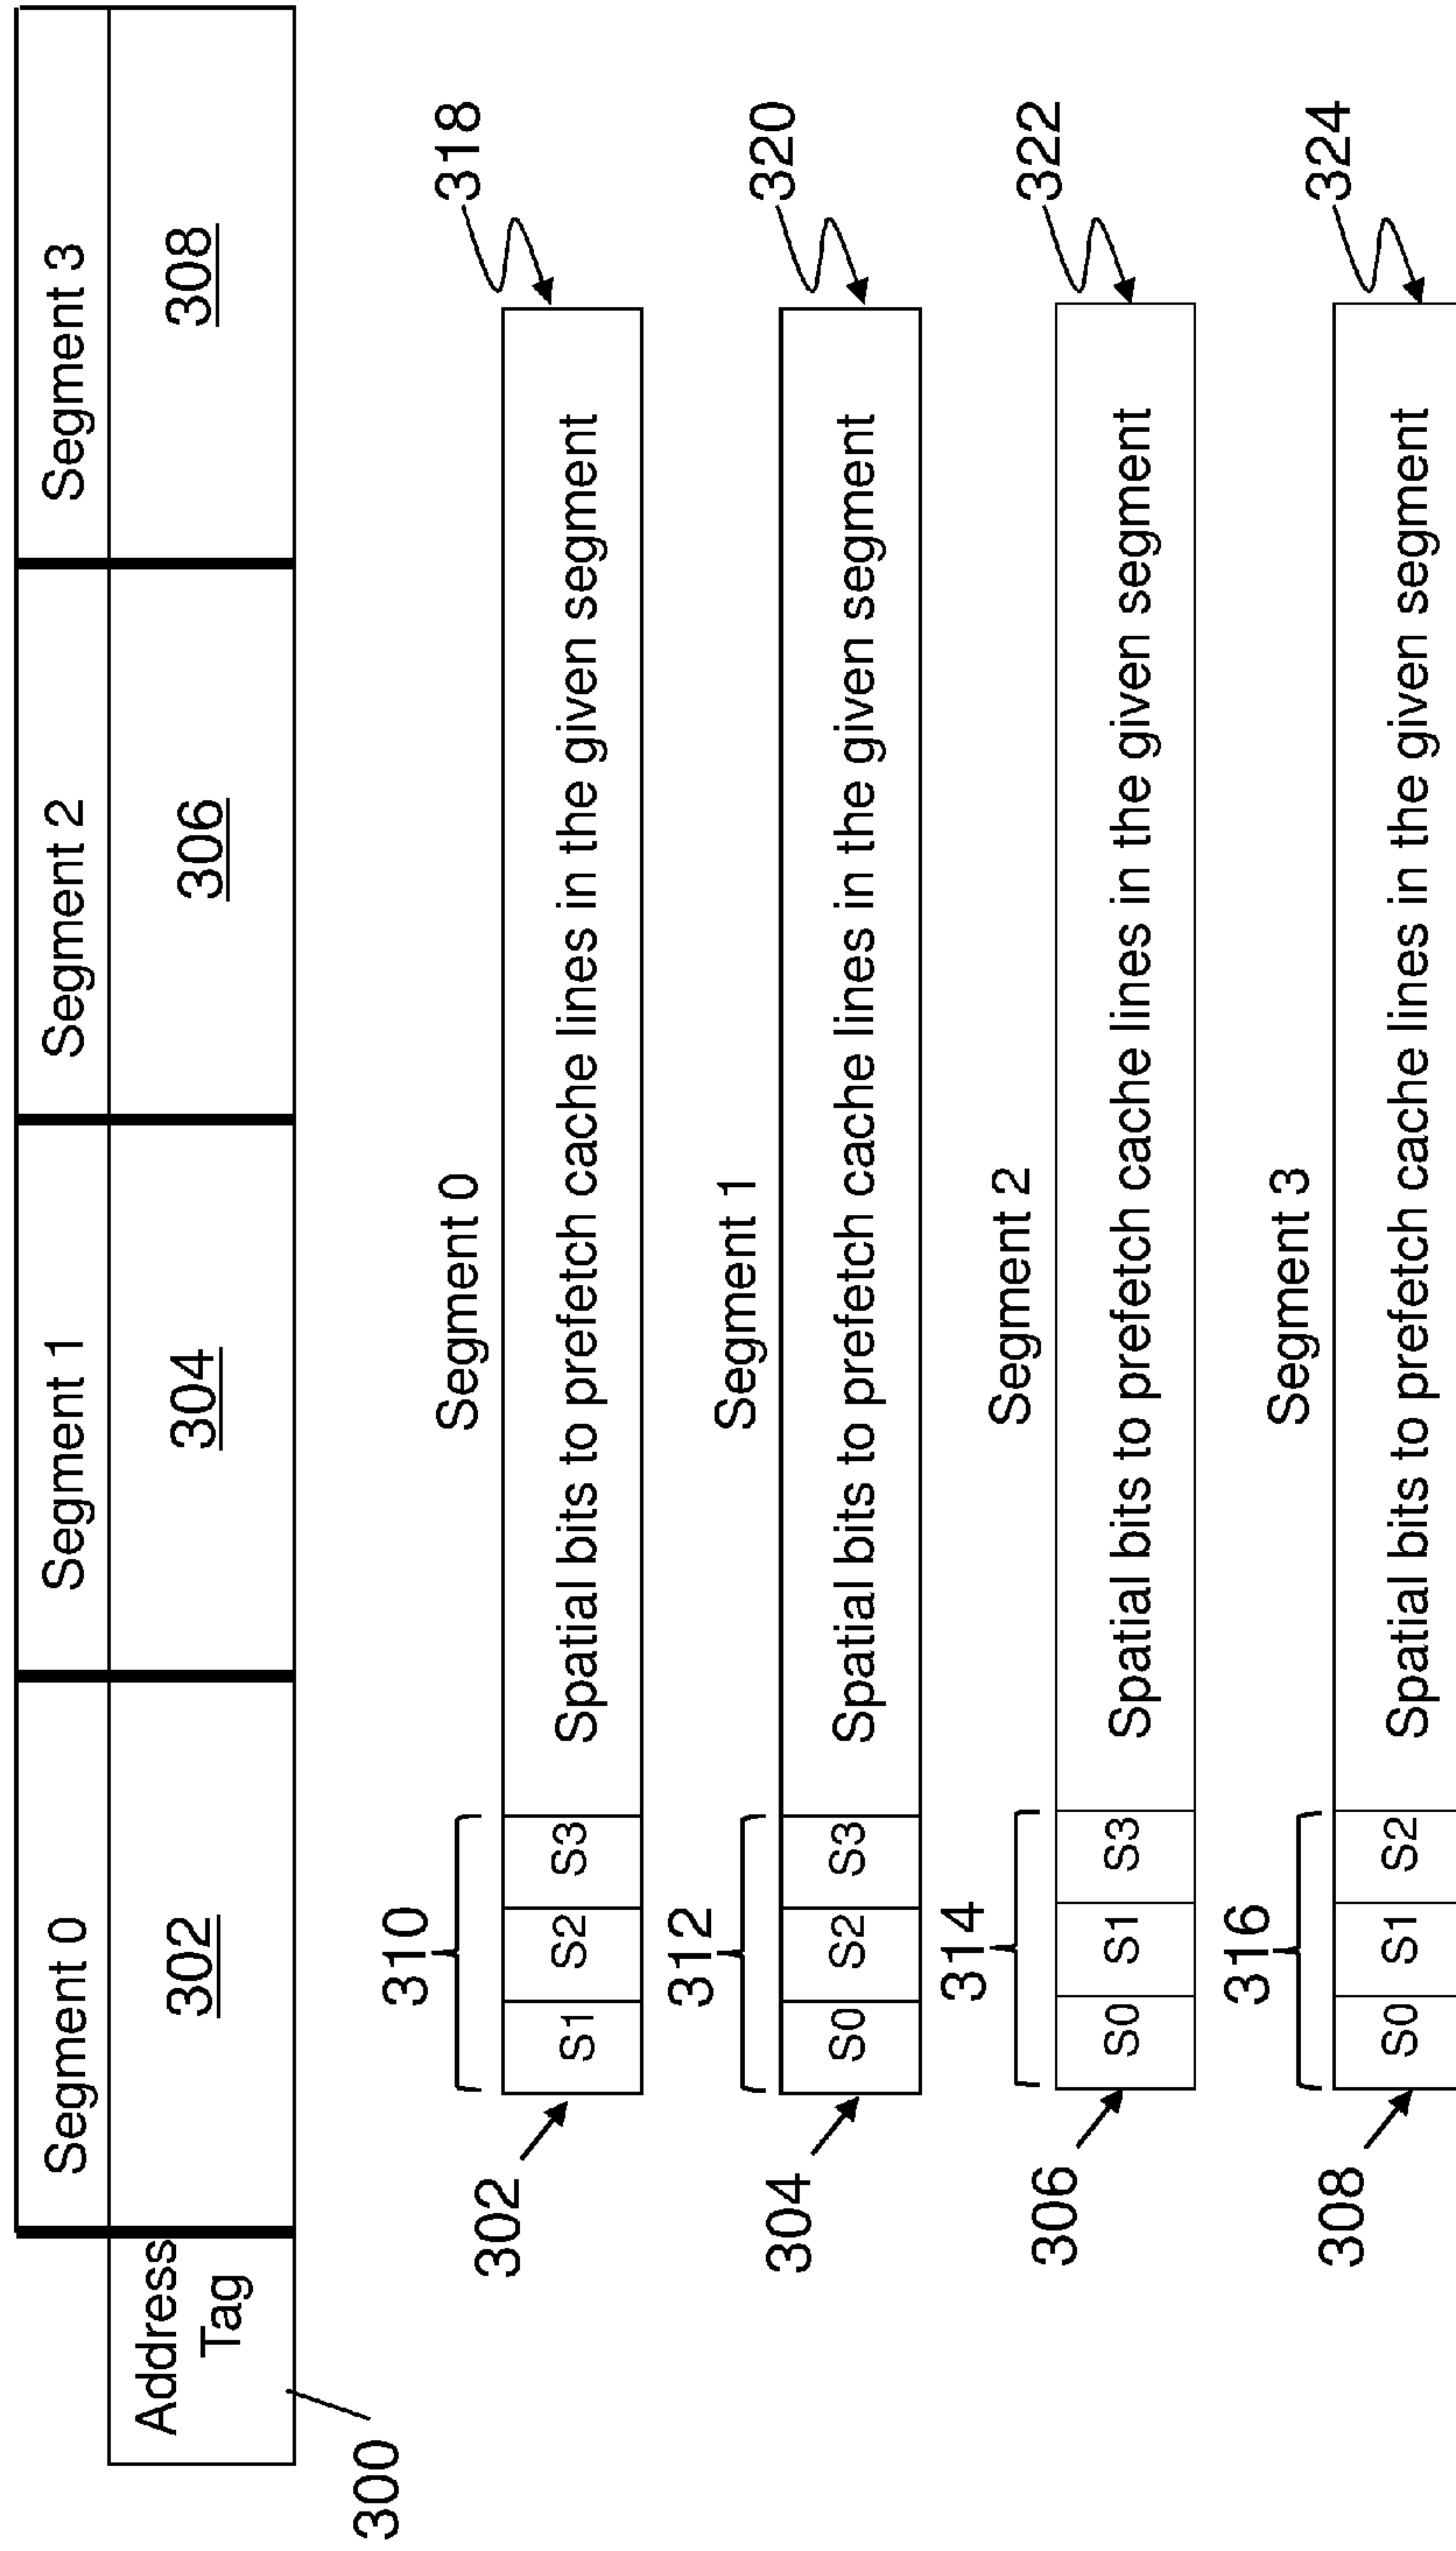 Segment 0 Segment 1 Segment 2 Segment 3
Address
Tag
302 304 306 308
300
Segment 0
310
318
302
S1 S2 S3 Spatial bits to prefetch cache lines in the given segment
Segment 1
312
320
304
S0 S2 S3 Spatial bits to prefetch cache lines in the given segment
Segment 2
314
322
306
S0 S1 S3 Spatial bits to prefetch cache lines in the given segment
Segment 3
316
324
308
S0 S1 S2 Spatial bits to prefetch cache lines in the given segment